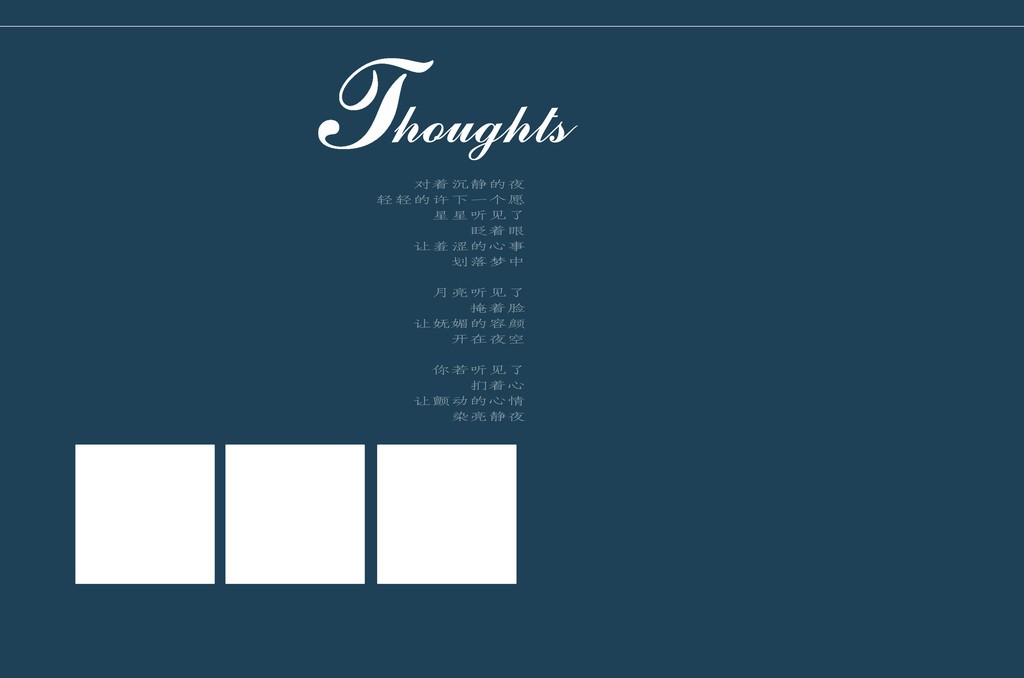 Thoughts
对着沉静的夜
轻轻的许下一个愿
星星听见了
眨着眼
让羞涩的心事
划落梦中
月亮听见了
掩着脸
让妩媚的容颜
开在夜空
你若听见了
扪着心
让颤动的心情
染亮静夜